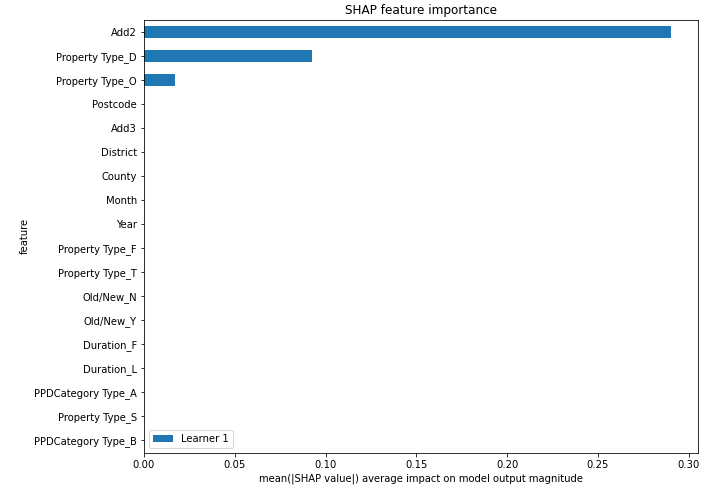 SHAP feature importance
Add2
Property Type_D
Property Type_O
Postcode
Add3
District
County
Month
Year
Property Type_F
Property Type_T
Old/New_N
Old/New_Y
Duration_F
Duration_L
PPDCategory Type_A
Property Type_S
PPDCategory Type_B
feature
Learner 1
0.00 0.05 0.10 0.15 0.20 0.25 0.30
mean(|SHAP value|) average impact on model output magnitude